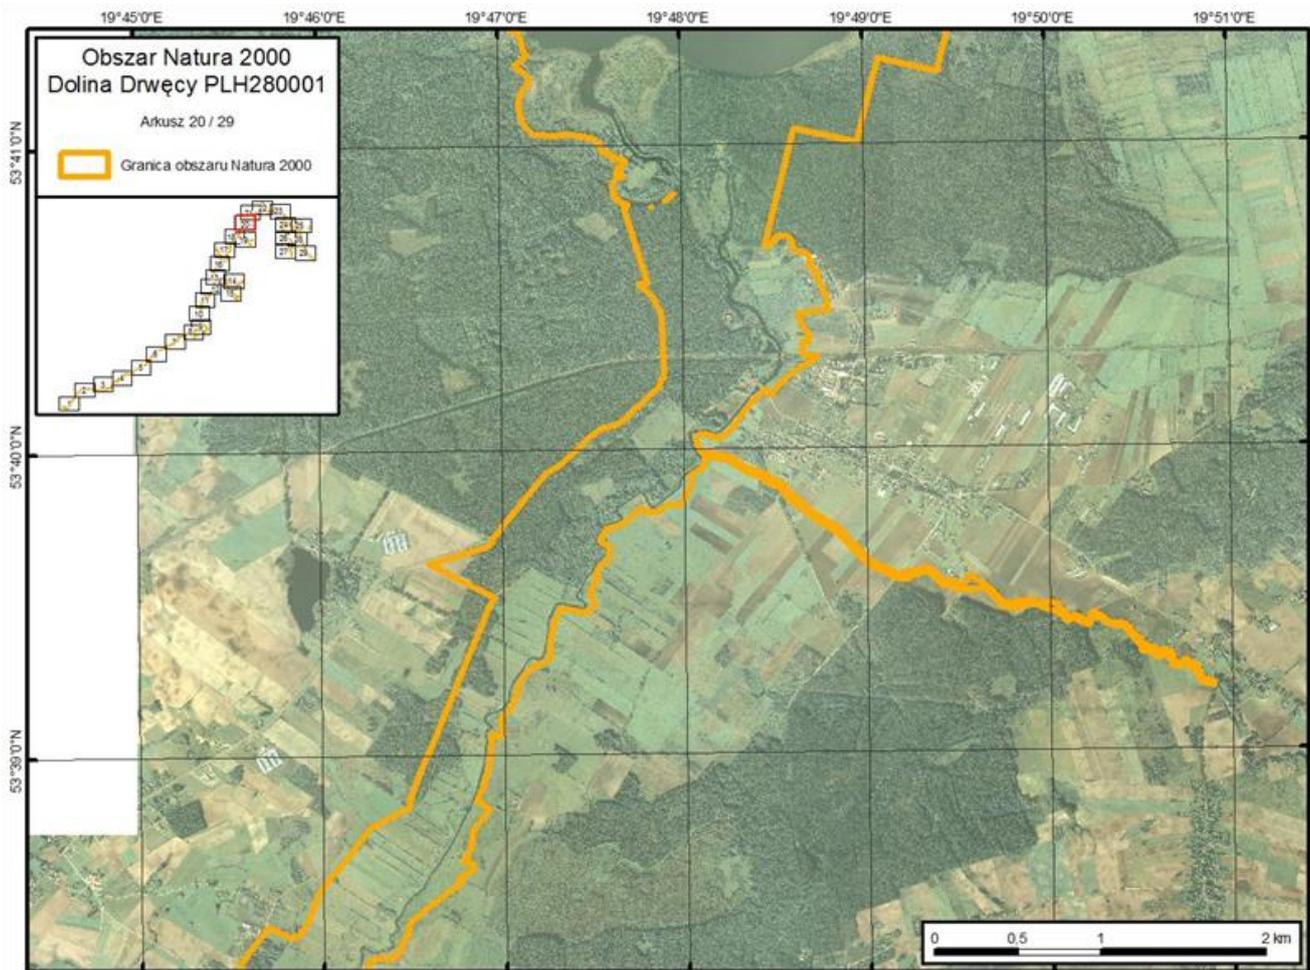 19°45'0"E 19°46'0"E 19°47'0"E 19°48'0"E 19°49'0"E 19°50'0"E 19°51'0"E
Obszar Natura 2000
Dolina Drwęcy PLH280001
Arkusz 20 / 29
Granica obszaru Natura 2000
53°41'0"N
53°40'0"N
53°39'0"N
0 0,5 1 2 km